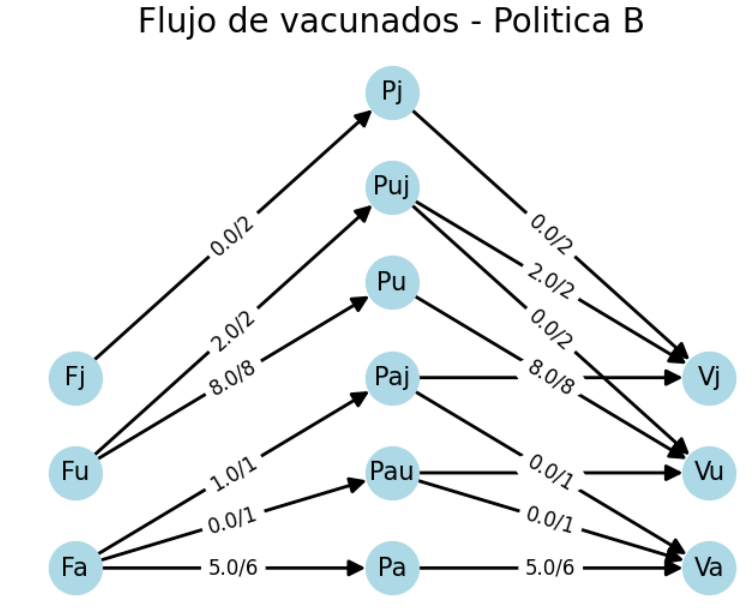 Flujo de vacunados - Politica B
Pj
0.0/2
0.0/2
Puj
2.0/2
2.0/2
0.0/2
Pu
8.0/8
8.0/8
Fj
Paj
Vj
1.0/1
0.0/1
Fu
Pau
Vu
0.0/1
0.0/1
Fa
5.0/6
Pa
5.0/6
Va